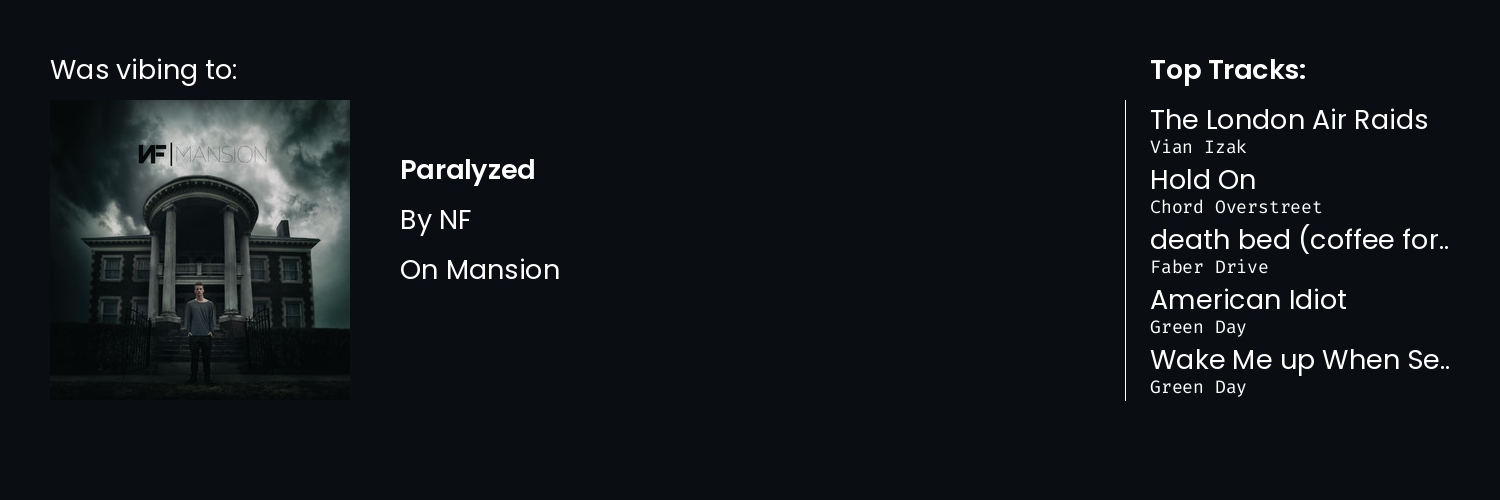 Was vibing to:
NF|MANSION
Paralyzed
By NF
On Mansion
Top Tracks:
The London Air Raids
Vian Izak
Hold On
Chord Overstreet
death bed (coffee for..
Faber Drive
American Idiot
Green Day
Wake Me up When Se..
Green Day